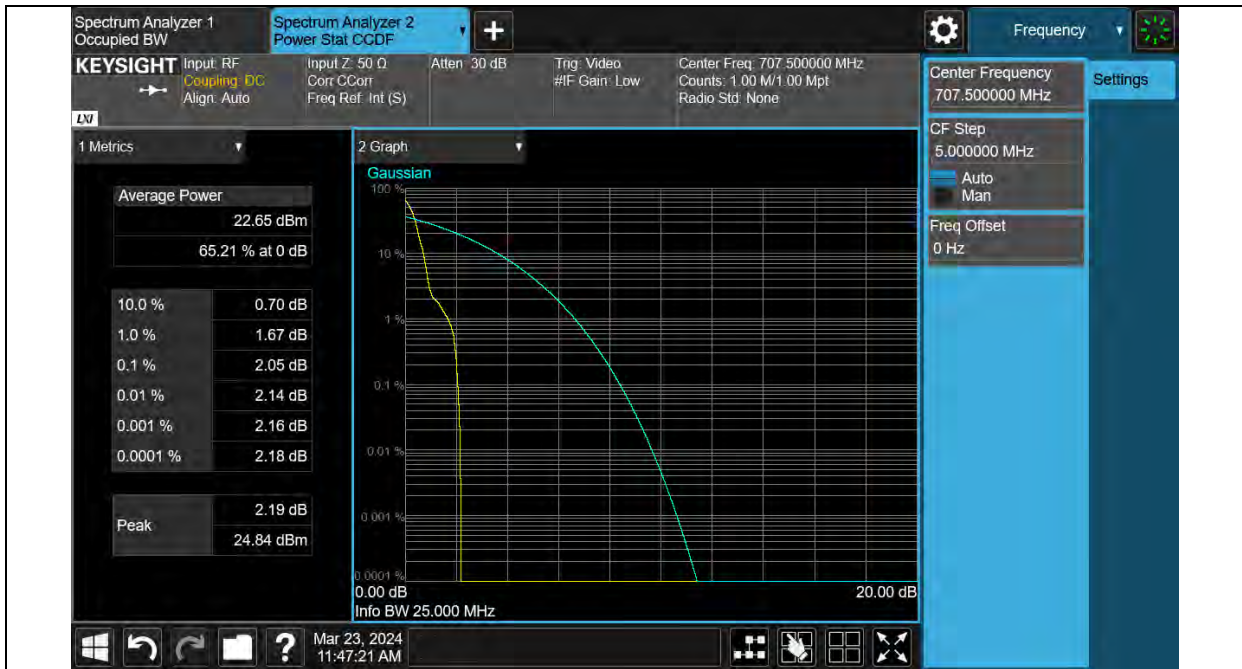 Spectrum Analyzer 1
Occupied BW
Spectrum Analyzer 2
Power Stat CCDF
Frequency
KEYSIGHT
Input: RF
Coupling: DC
Align: Auto
Input Z: 50 Ω
Corr CCorr
Freq Ref: Int (S)
Atten: 30 dB
Trig: Video
#IF Gain: Low
Center Freq: 707.500000 MHz
Counts: 1.00 M/1.00 Mpt
Radio Std: None
LXI
Center Frequency
707.500000 MHz
Settings
CF Step
5.000000 MHz
Auto
Man
Freq Offset
0 Hz
1 Metrics
Average Power
22.65 dBm
65.21 % at 0 dB
10.0 % 0.70 dB
1.0 % 1.67 dB
0.1 % 2.05 dB
0.01 % 2.14 dB
0.001 % 2.16 dB
0.0001 % 2.18 dB
Peak
2.19 dB
24.84 dBm
2 Graph
Gaussian
100 %
10 %
1 %
0.1 %
0.01 %
0.001 %
0.0001 %
0.00 dB 20.00 dB
Info BW 25.000 MHz
Mar 23, 2024
11:47:21 AM